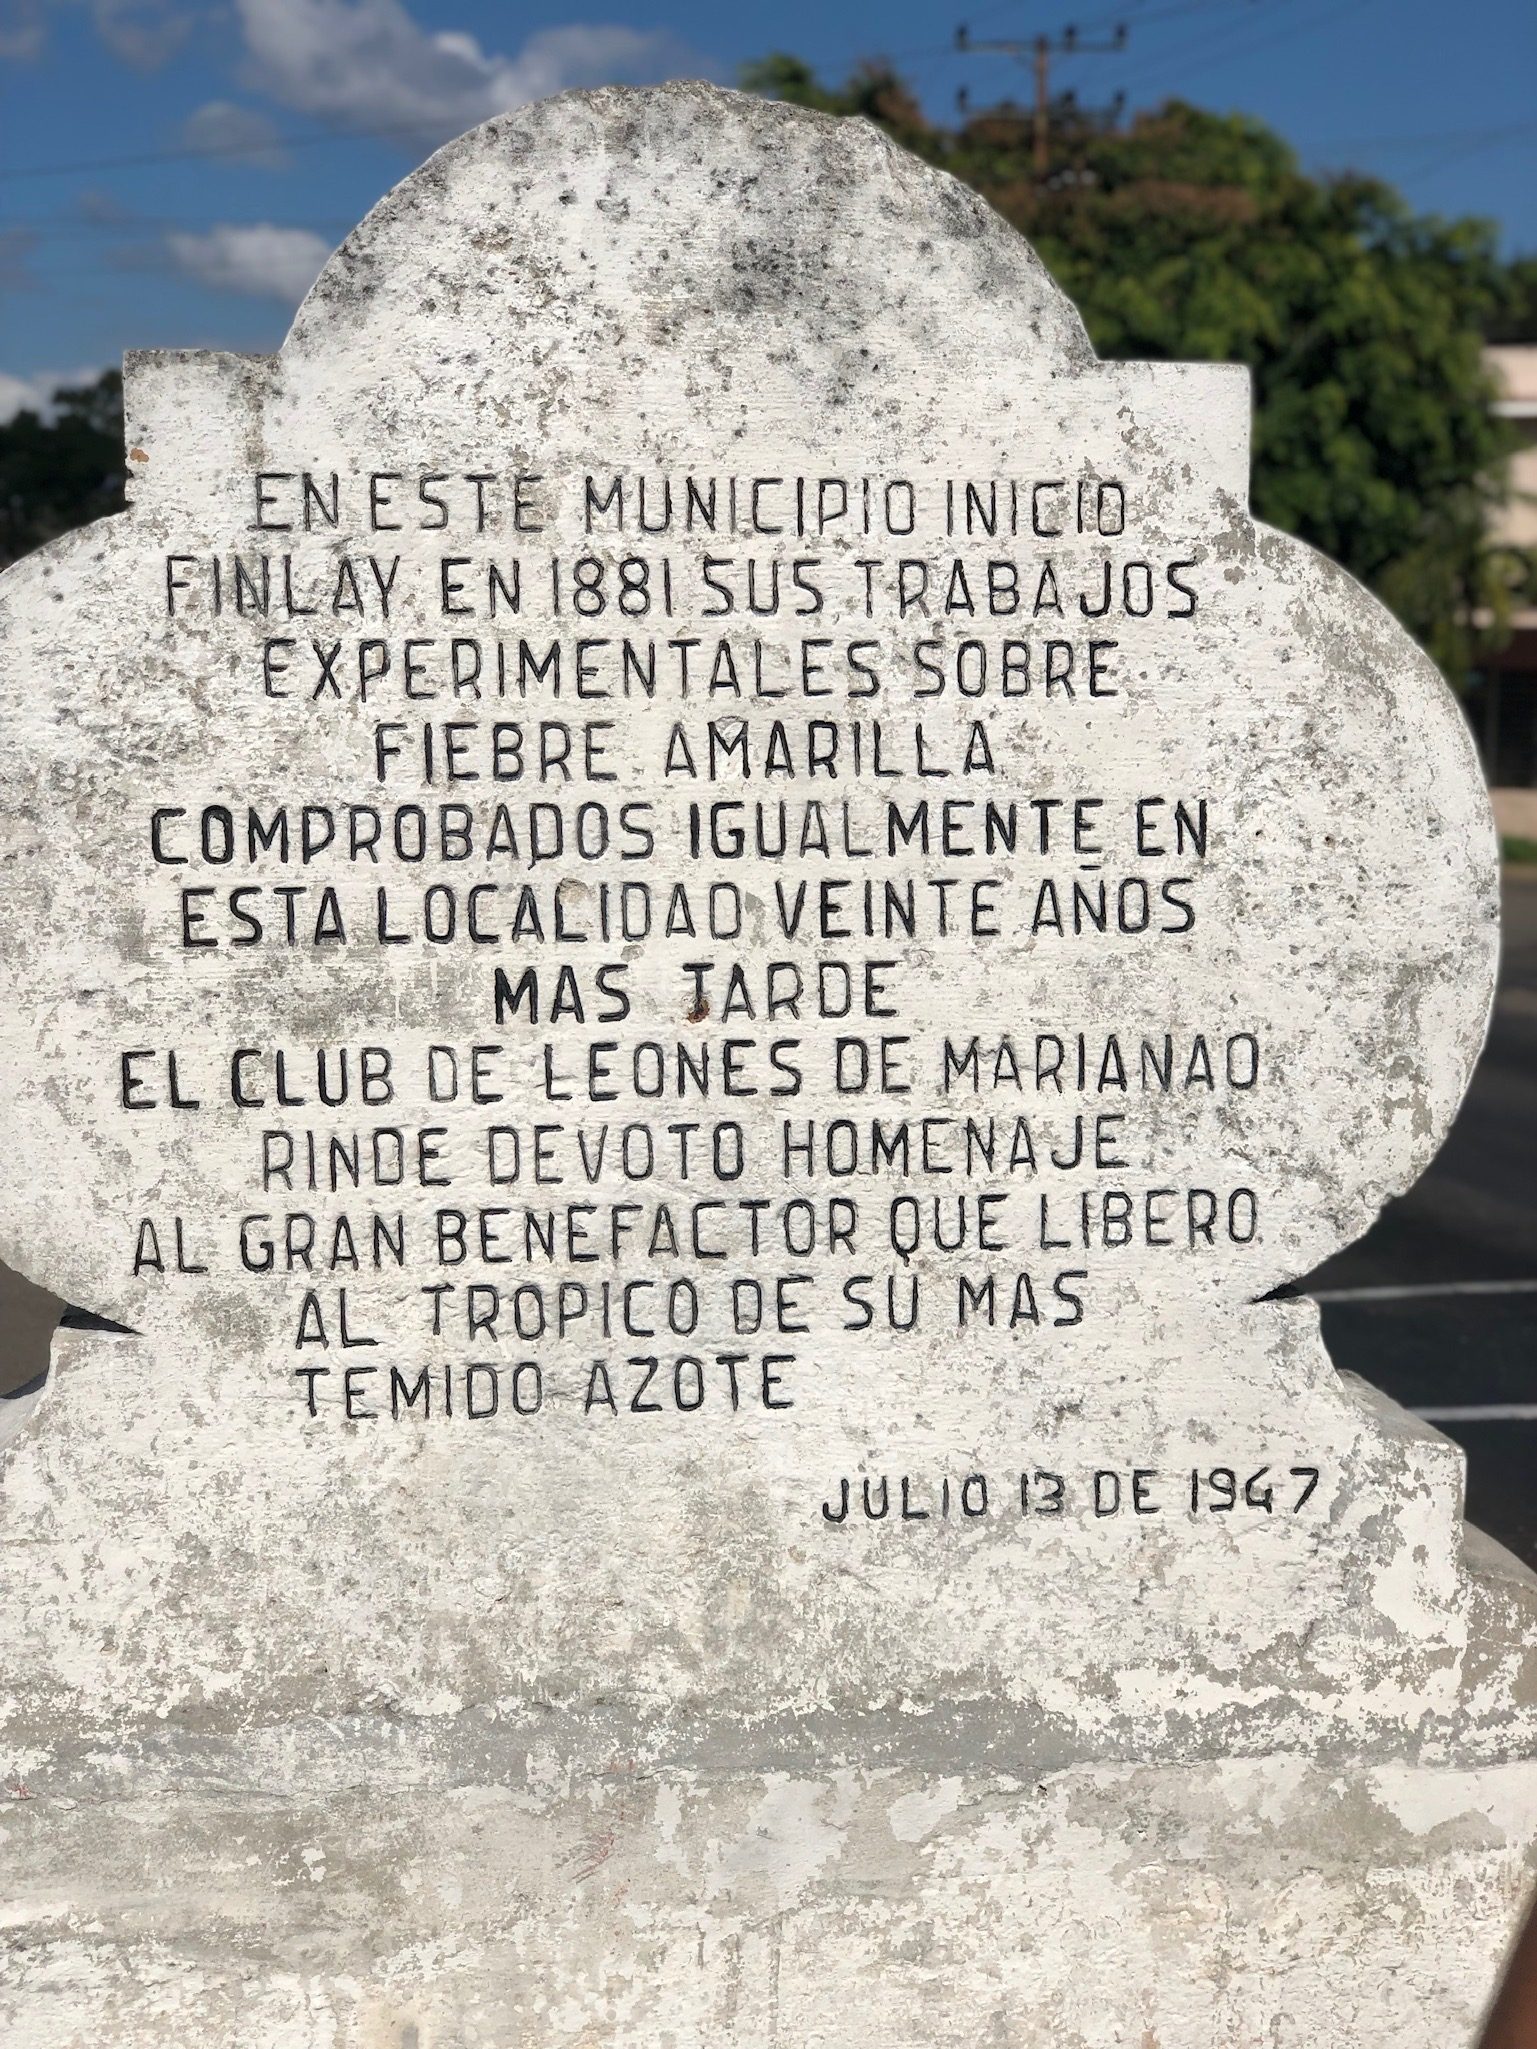 EN ESTE MUNICIPIO INICIO
FINLAY EN 1881 SUS TRABAJOS
EXPERIMENTALES SOBRE
FIEBRE AMARILLA
COMPROBADOS IGUALMENTE EN
ESTA LOCALIDAD VEINTE AÑOS
MAS TARDE
EL CLUB DE LEONES DE MARIANAO
RINDE DEVOTO HOMENAJE
AL GRAN BENEFACTOR QUE LIBERO
AL TROPICO DE SU MAS
TEMIDO AZOTE
JULIO 13 DE 1947